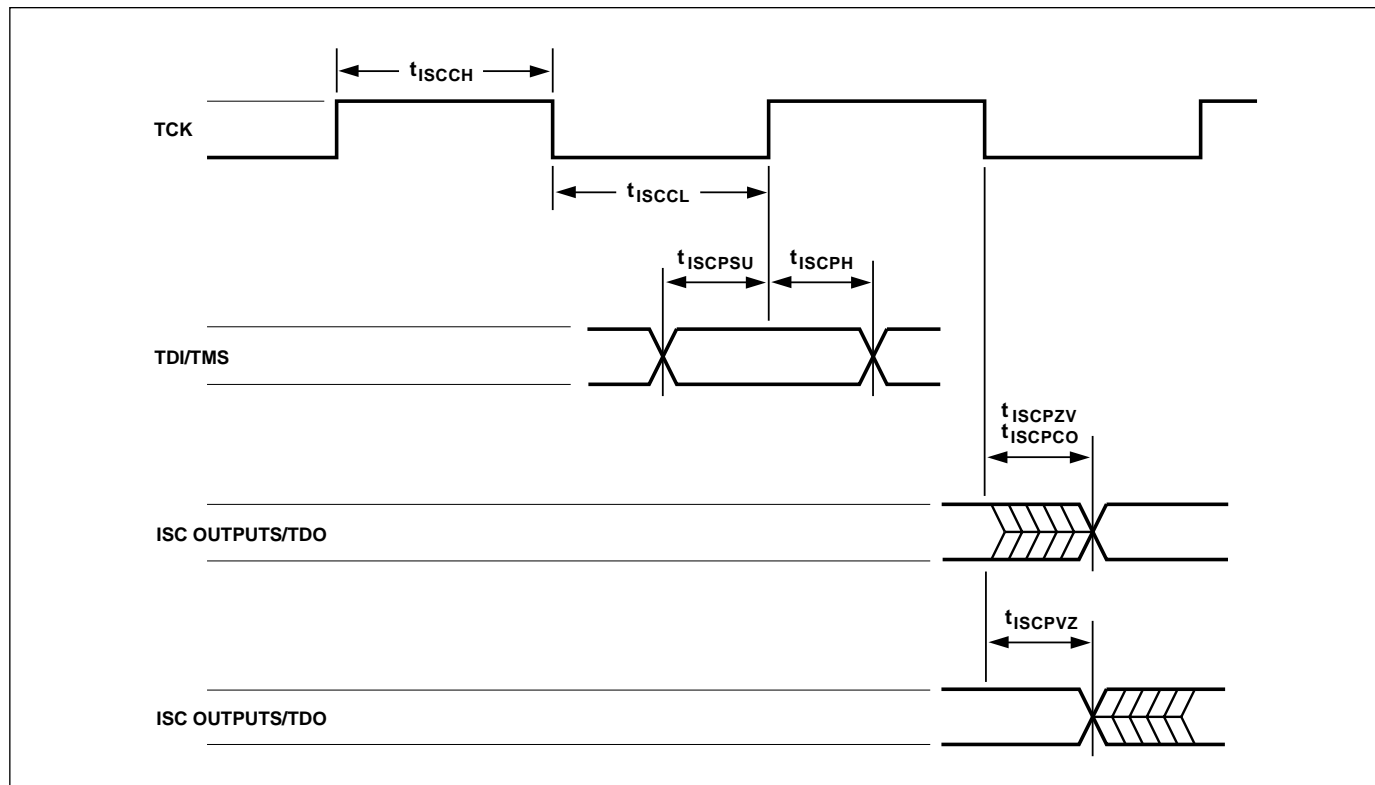 tISCCH
TCK
tISCCL
tISCPSU tISCPH
TDI/TMS
tISCPZV
tISCPCO
ISC OUTPUTS/TDO
tISCPVZ
ISC OUTPUTS/TDO